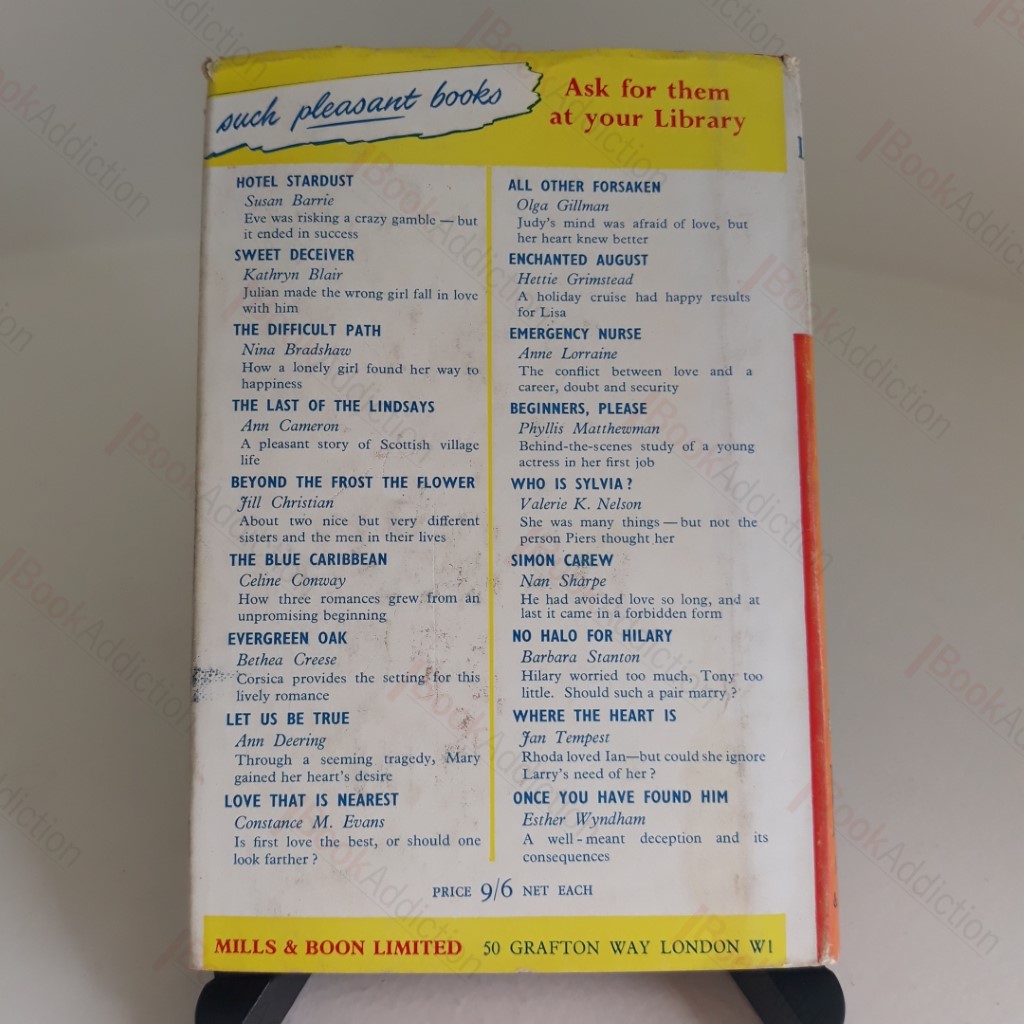 such pleasant books
Ask for them
at your Library
HOTEL STARDUST
Susan Barrie
Eve was risking a crazy gamble — but
it ended in success
SWEET DECEIVER
Kathryn Blair
Julian made the wrong girl fall in love
with him
THE DIFFICULT PATH
Nina Bradshaw
How a lonely girl found her way to
happiness
THE LAST OF THE LINDSAYS
Ann Cameron
A pleasant story of Scottish village
life
BEYOND THE FROST THE FLOWER
Jill Christian
About two nice but very different
sisters and the men in their lives
THE BLUE CARIBBEAN
Celine Conway
How three romances grew from an
unpromising beginning
EVERGREEN OAK
Bethea Creese
Corsica provides the setting for this
lively romance
LET US BE TRUE
Ann Deering
Through a seeming tragedy, Mary
gained her heart's desire
LOVE THAT IS NEAREST
Constance M. Evans
Is first love the best, or should one
look farther ?
ALL OTHER FORSAKEN
Olga Gillman
Judy's mind was afraid of love, but
her heart knew better
ENCHANTED AUGUST
Hettie Grimstead
A holiday cruise had happy results
for Lisa
EMERGENCY NURSE
Anne Lorraine
The conflict between love and a
career, doubt and security
BEGINNERS, PLEASE
Phyllis Matthewman
Behind-the-scenes study of a young
actress in her first job
WHO IS SYLVIA ?
Valerie K. Nelson
She was many things — but not the
person Piers thought her
SIMON CAREW
Nan Sharpe
He had avoided love so long, and at
last it came in a forbidden form
NO HALO FOR HILARY
Barbara Stanton
Hilary worried too much, Tony too
little. Should such a pair marry ?
WHERE THE HEART IS
Jan Tempest
Rhoda loved Ian—but could she ignore
Larry's need of her ?
ONCE YOU HAVE FOUND HIM
Esther Wyndham
A well-meant deception and its
consequences
PRICE 9/6 NET EACH
MILLS & BOON LIMITED 50 GRAFTON WAY LONDON W1
BookAddiction